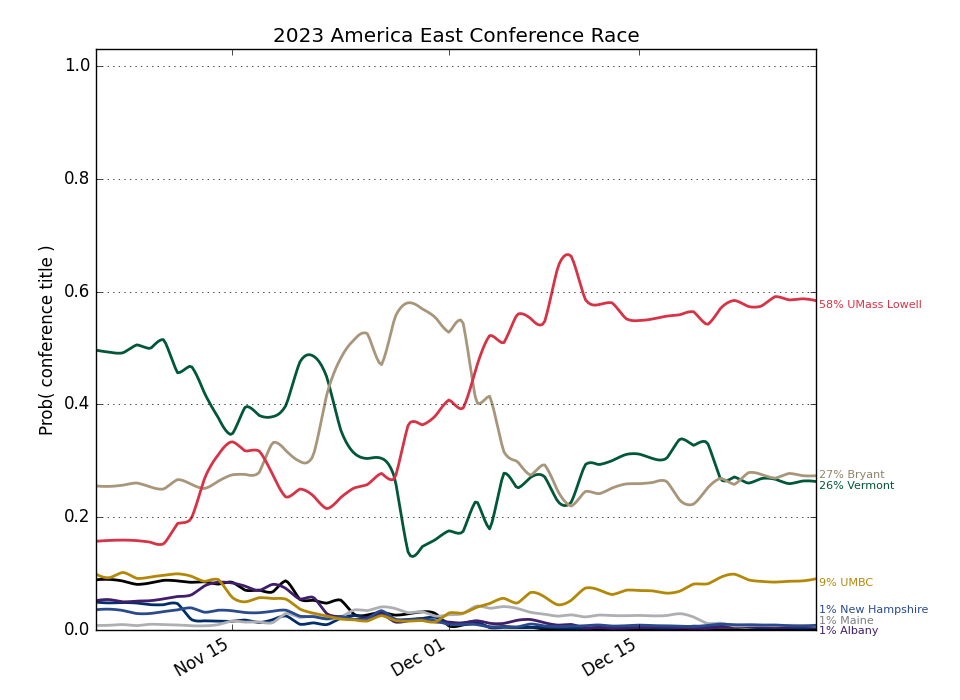 2023 America East Conference Race
Prob( conference title )
1.0
0.8
0.6
0.4
0.2
0.0
Nov 15
Dec 01
Dec 15
58% UMass Lowell
27% Bryant
26% Vermont
9% UMBC
1% New Hampshire
1% Maine
1% Albany